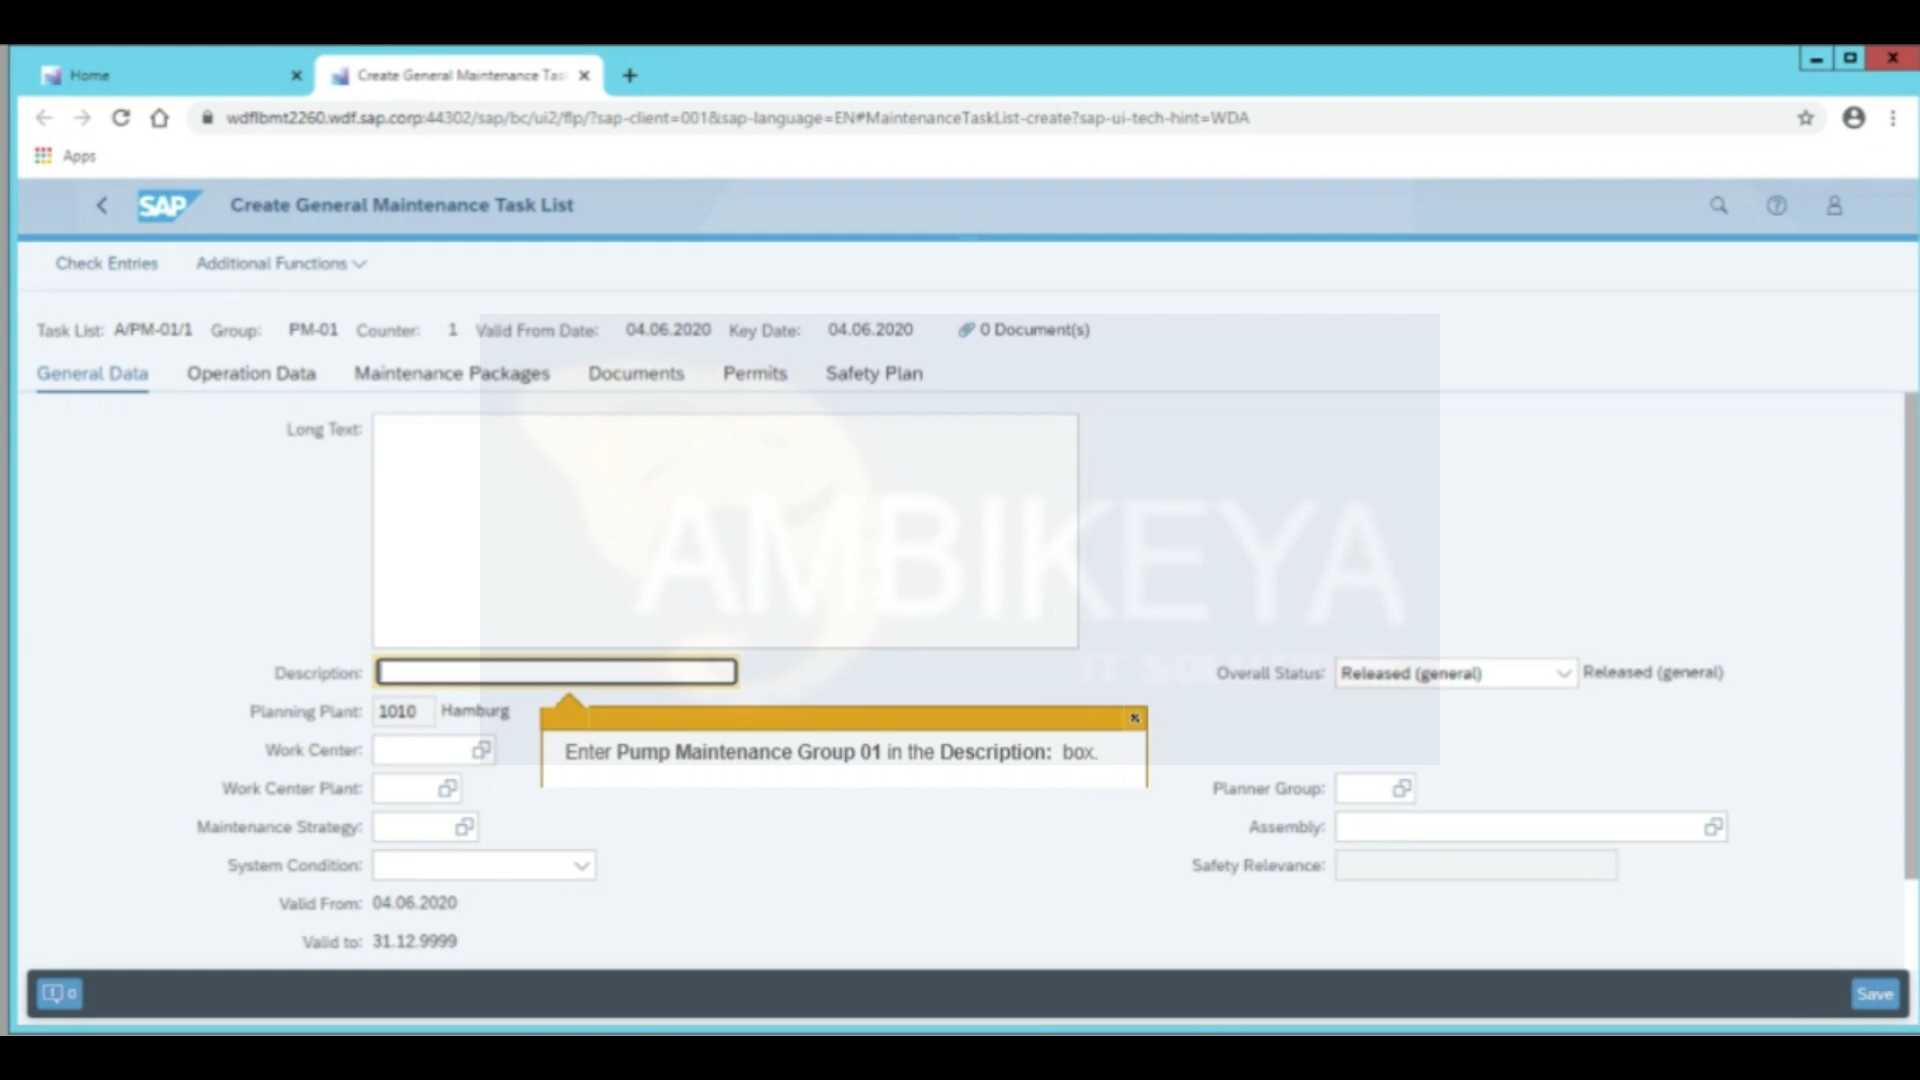 Home
Create General Maintenance Tas
wdflbmt2260.wdf.sap.corp:44302/sap/bc/ui2/flp/?sap-client=001&sap-language=EN#MaintenanceTaskList-create?sap-ui-tech-hint=WDA
Apps
SAP Create General Maintenance Task List
Check Entries Additional Functions
Task List: A/PM-01/1 Group: PM-01 Counter: 1 Valid From Date: 04.06.2020 Key Date: 04.06.2020 0 Document(s)
General Data Operation Data Maintenance Packages Documents Permits Safety Plan
Long Text:
AMBIKEYA
IT
Description: Overall Status: Released (general) Released (general)
Planning Plant: 1010 Hamburg
Enter Pump Maintenance Group 01 in the Description: box.
Work Center:
Work Center Plant: Planner Group:
Maintenance Strategy: Assembly:
System Condition: Safety Relevance:
Valid From: 04.06.2020
Valid to: 31.12.9999
0 Save